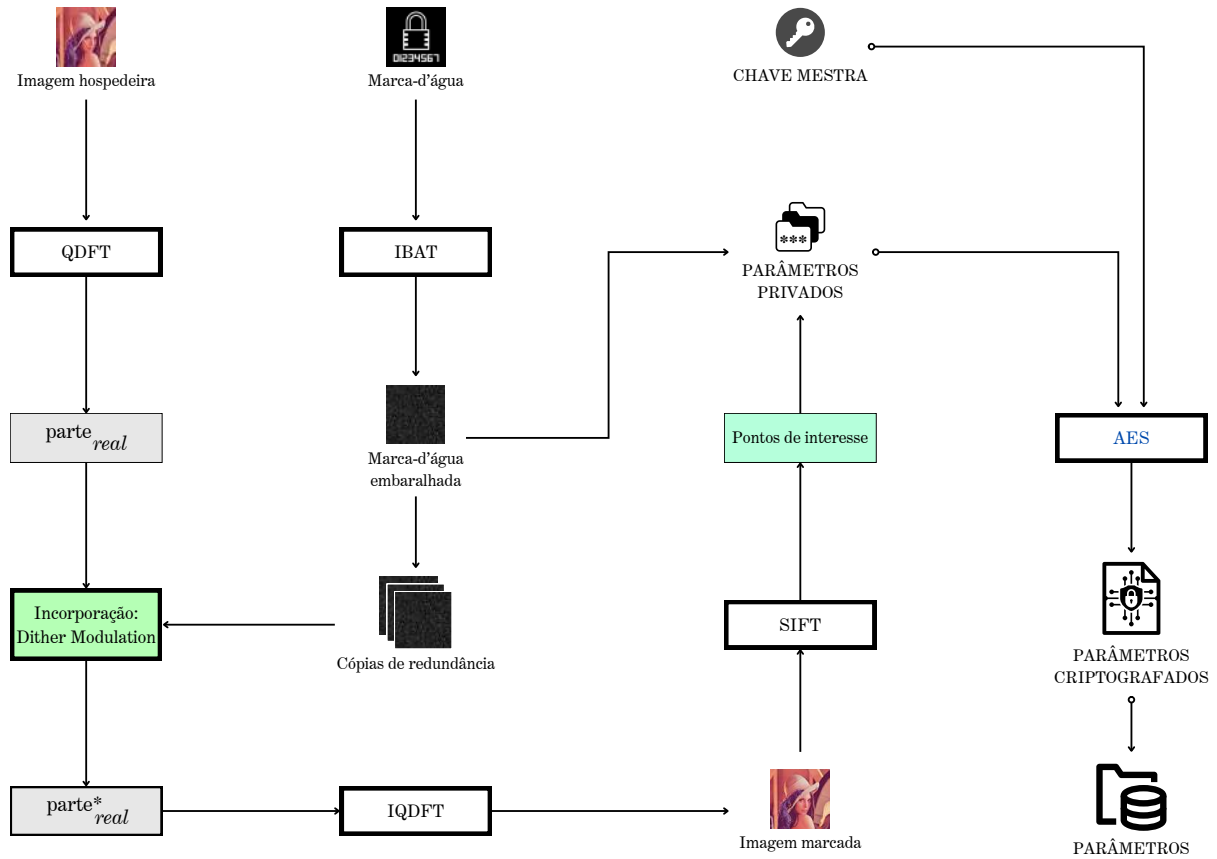 01234567
Imagem hospedeira
Marca-d'água
CHAVE MESTRA
QDFT
IBAT
***
PARÂMETROS
PRIVADOS
parte real
Marca-d'água
embaralhada
Pontos de interesse
AES
Incorporação:
Dither Modulation
Cópias de redundância
SIFT
PARÂMETROS
CRIPTOGRAFADOS
parte* real
IQDFT
Imagem marcada
PARÂMETROS